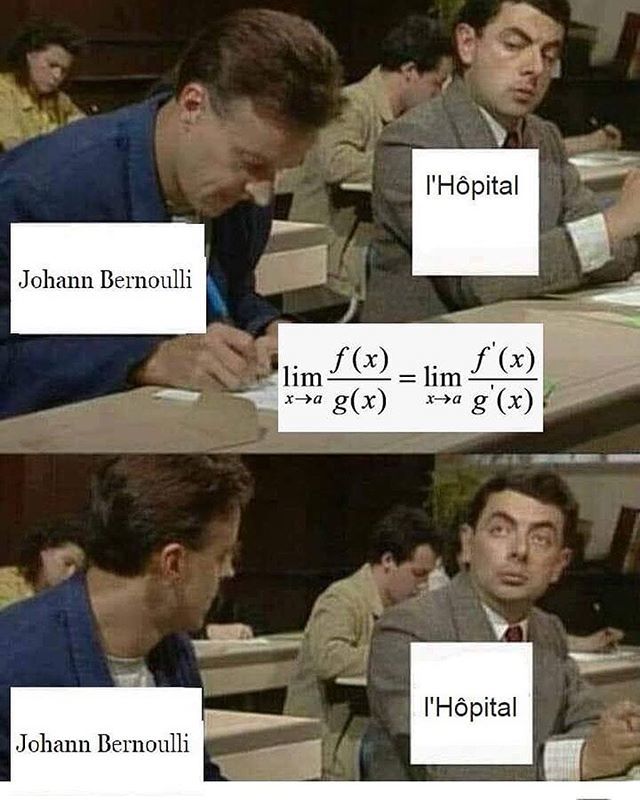 l'Hôpital
Johann Bernoulli
lim x→a f(x)/g(x) = lim x→a f'(x)/g'(x)
l'Hôpital
Johann Bernoulli